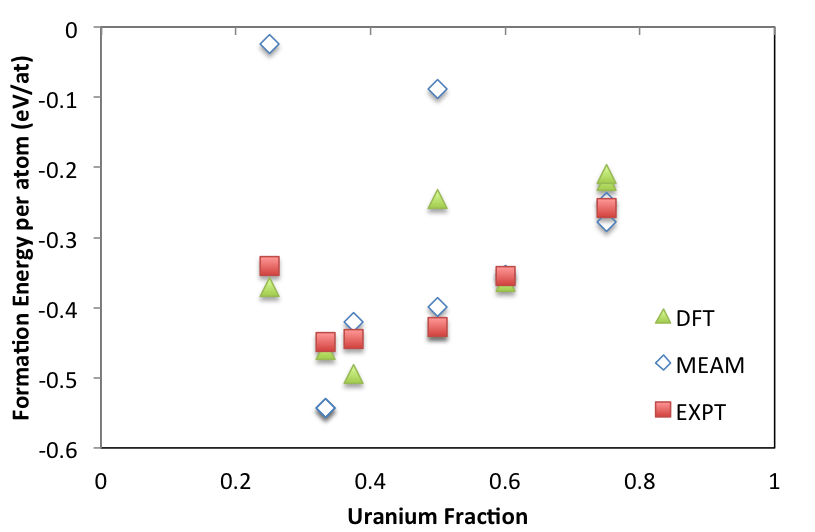 0
-0.1
-0.2
-0.3
-0.4
-0.5
-0.6
Formation Energy per atom (eV/at)
DFT
MEAM
EXPT
0 0.2 0.4 0.6 0.8 1
Uranium Fraction